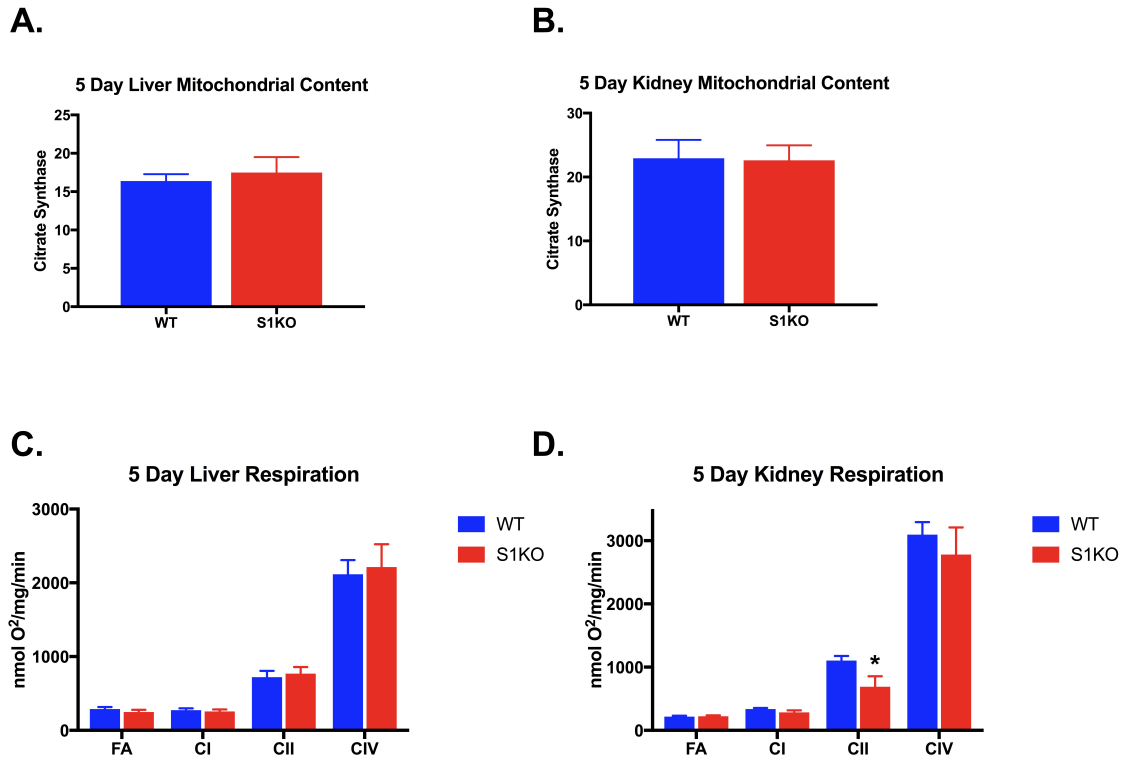 A.
5 Day Liver Mitochondrial Content
Citrate Synthase
25
20
15
10
5
0
WT
S1KO
B.
5 Day Kidney Mitochondrial Content
Citrate Synthase
30
20
10
0
WT
S1KO
C.
5 Day Liver Respiration
nmol O²/mg/min
3000
2000
1000
0
FA
CI
CII
CIV
WT
S1KO
D.
5 Day Kidney Respiration
nmol O²/mg/min
3000
2000
1000
0
*
FA
CI
CII
CIV
WT
S1KO